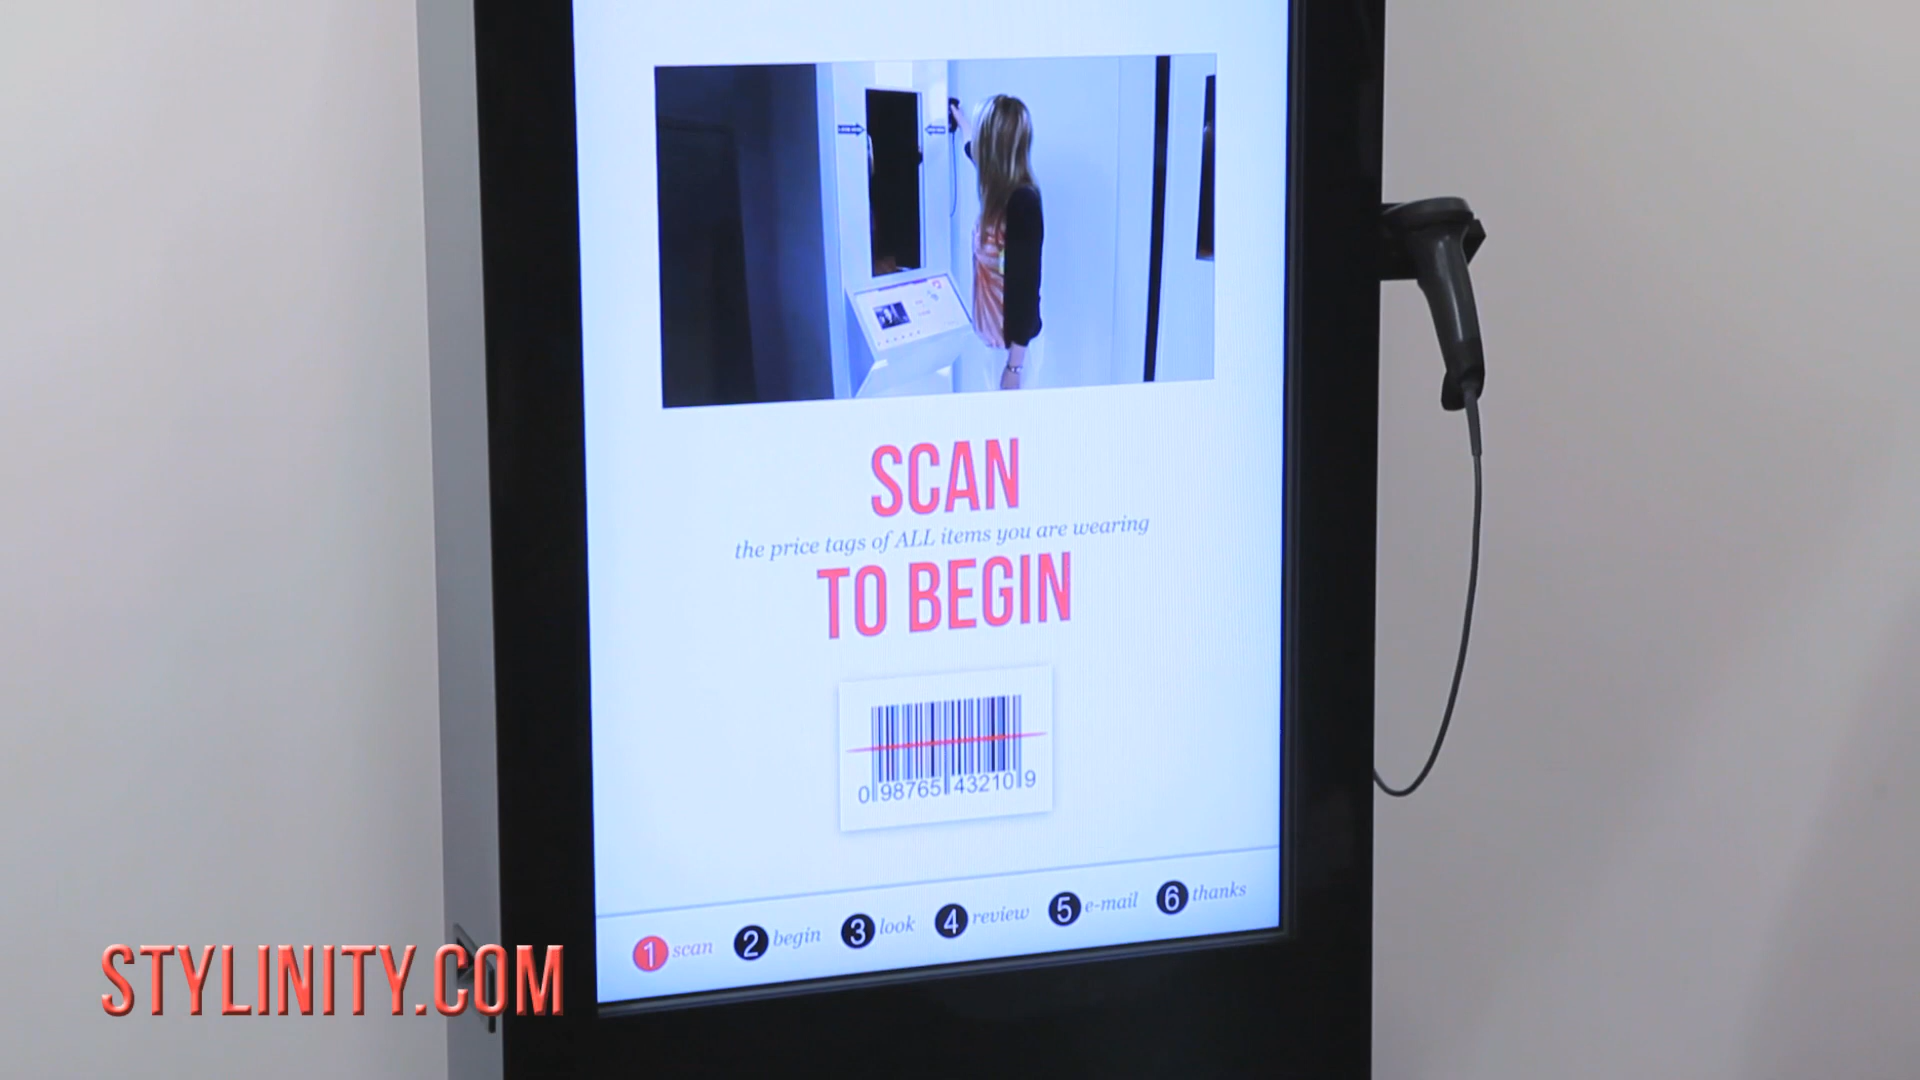 SCAN
the price tags of ALL items you are wearing
TO BEGIN
0 98765 43210 9
1 scan 2 begin 3 look 4 review 5 e-mail 6 thanks
STYLINITY.COM